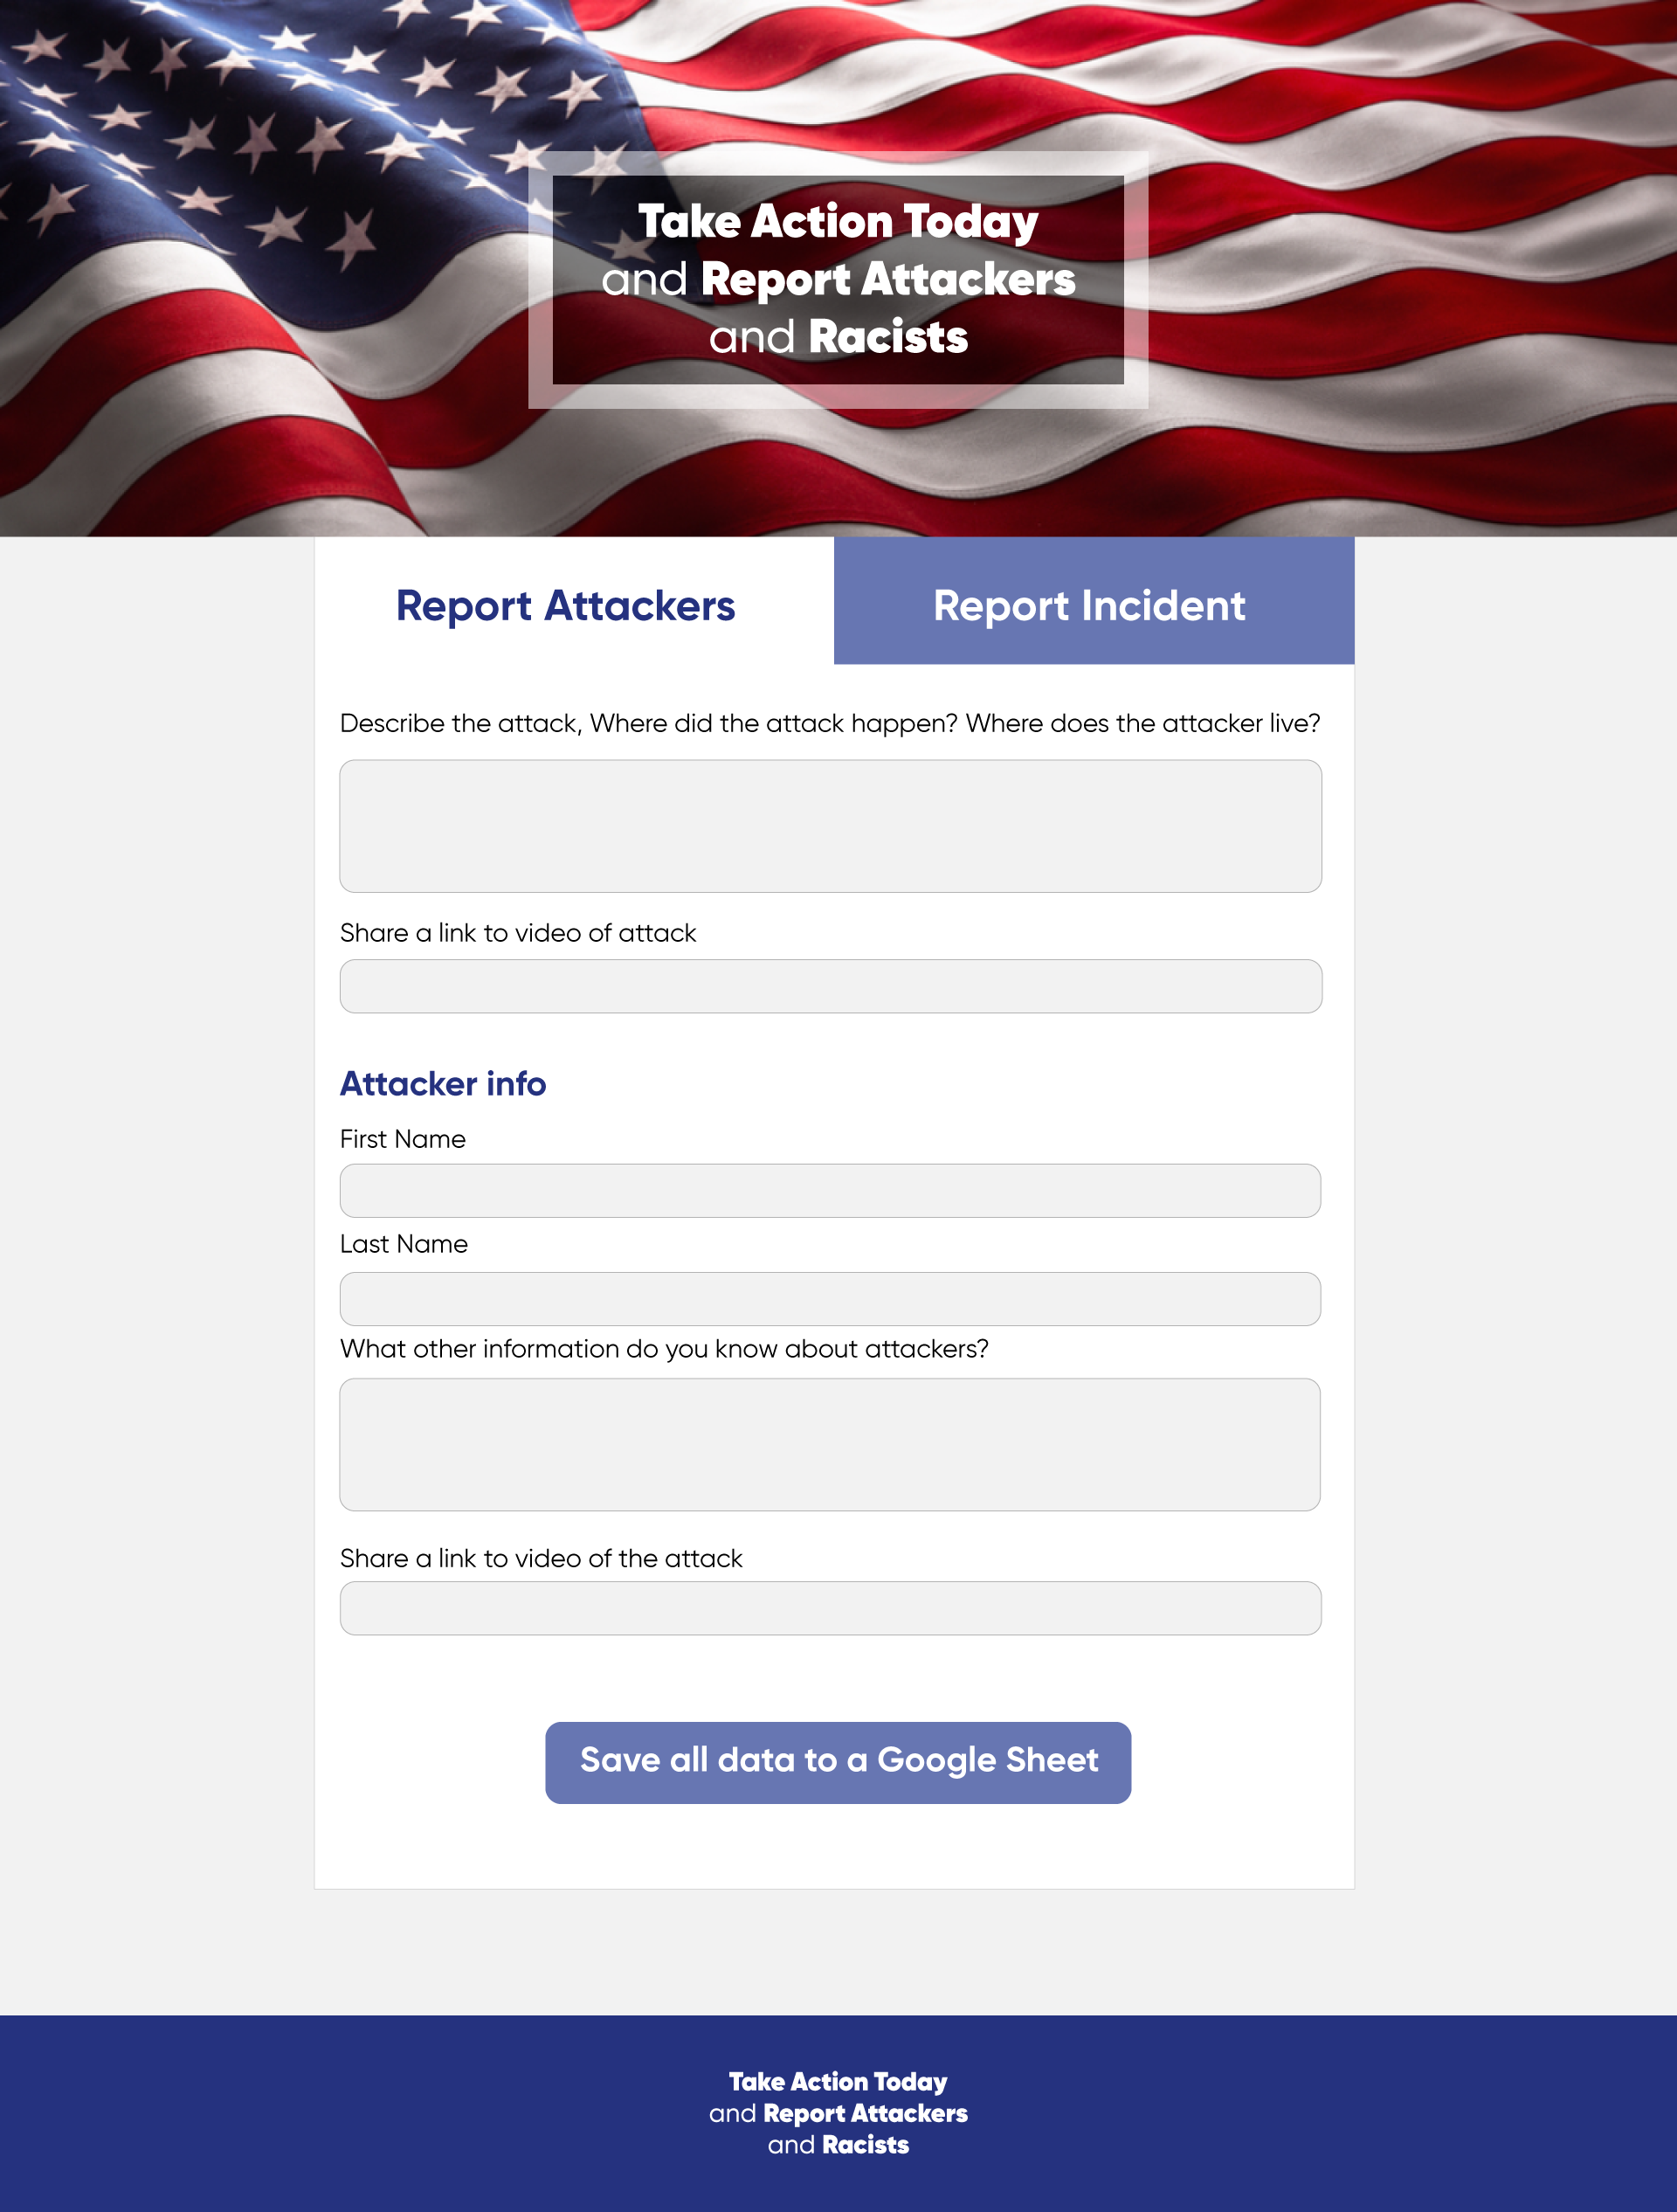 Take Action Today
and Report Attackers
and Racists
Report Attackers
Report Incident
Describe the attack, Where did the attack happen? Where does the attacker live?
Share a link to video of attack
Attacker info
First Name
Last Name
What other information do you know about attackers?
Share a link to video of the attack
Save all data to a Google Sheet
Take Action Today
and Report Attackers
and Racists